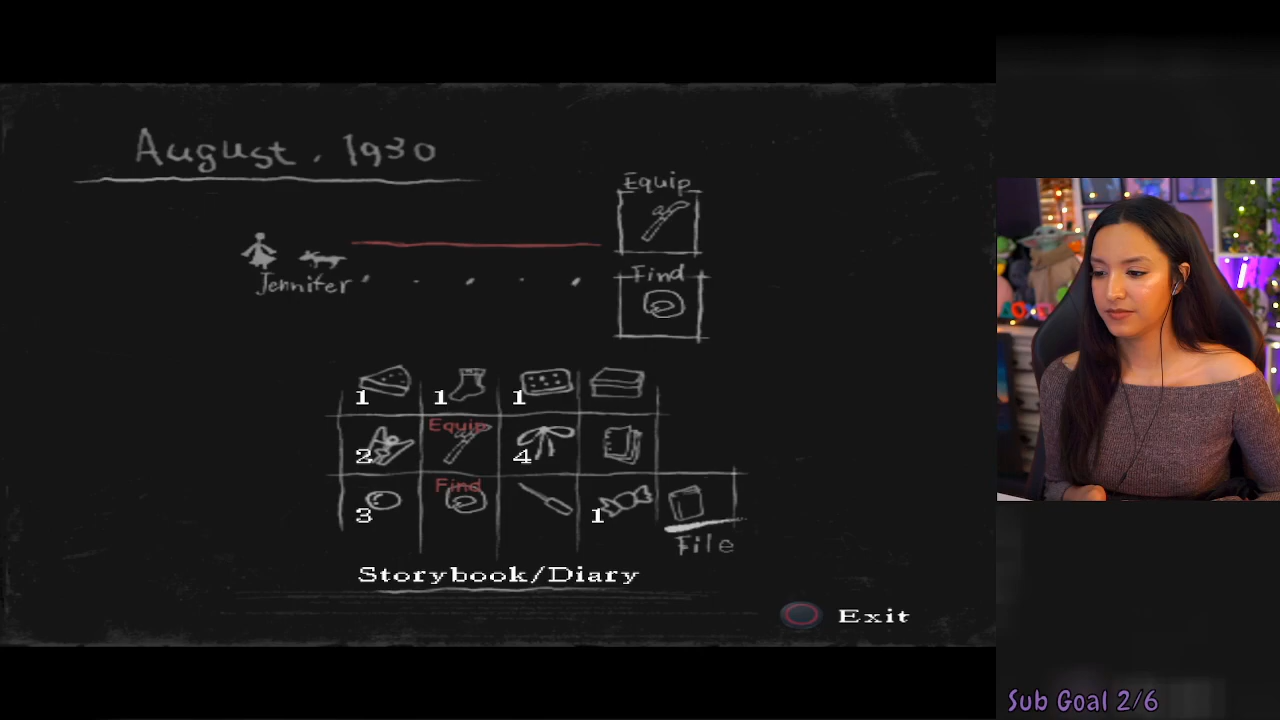 August, 1930
Equip
Jennifer
Find
1 1 1
Equip
2 4
Find
3 1
File
Storybook/Diary
Exit
Sub Goal 2/6